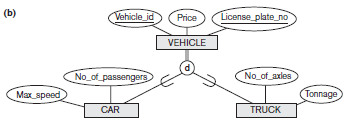 (b)
Vehicle_id Price License_plate_no
VEHICLE
d
No_of_passengers No_of_axles
Max_speed Tonnage
CAR TRUCK